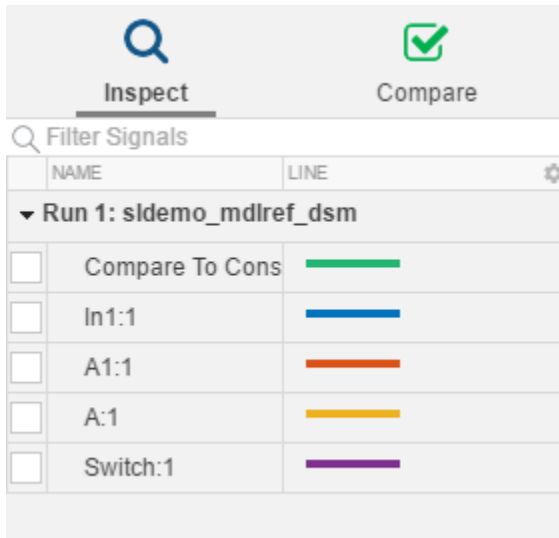 Inspect Compare
Filter Signals
NAME LINE
Run 1: sldemo_mdlref_dsm
Compare To Cons
In1:1
A1:1
A:1
Switch:1